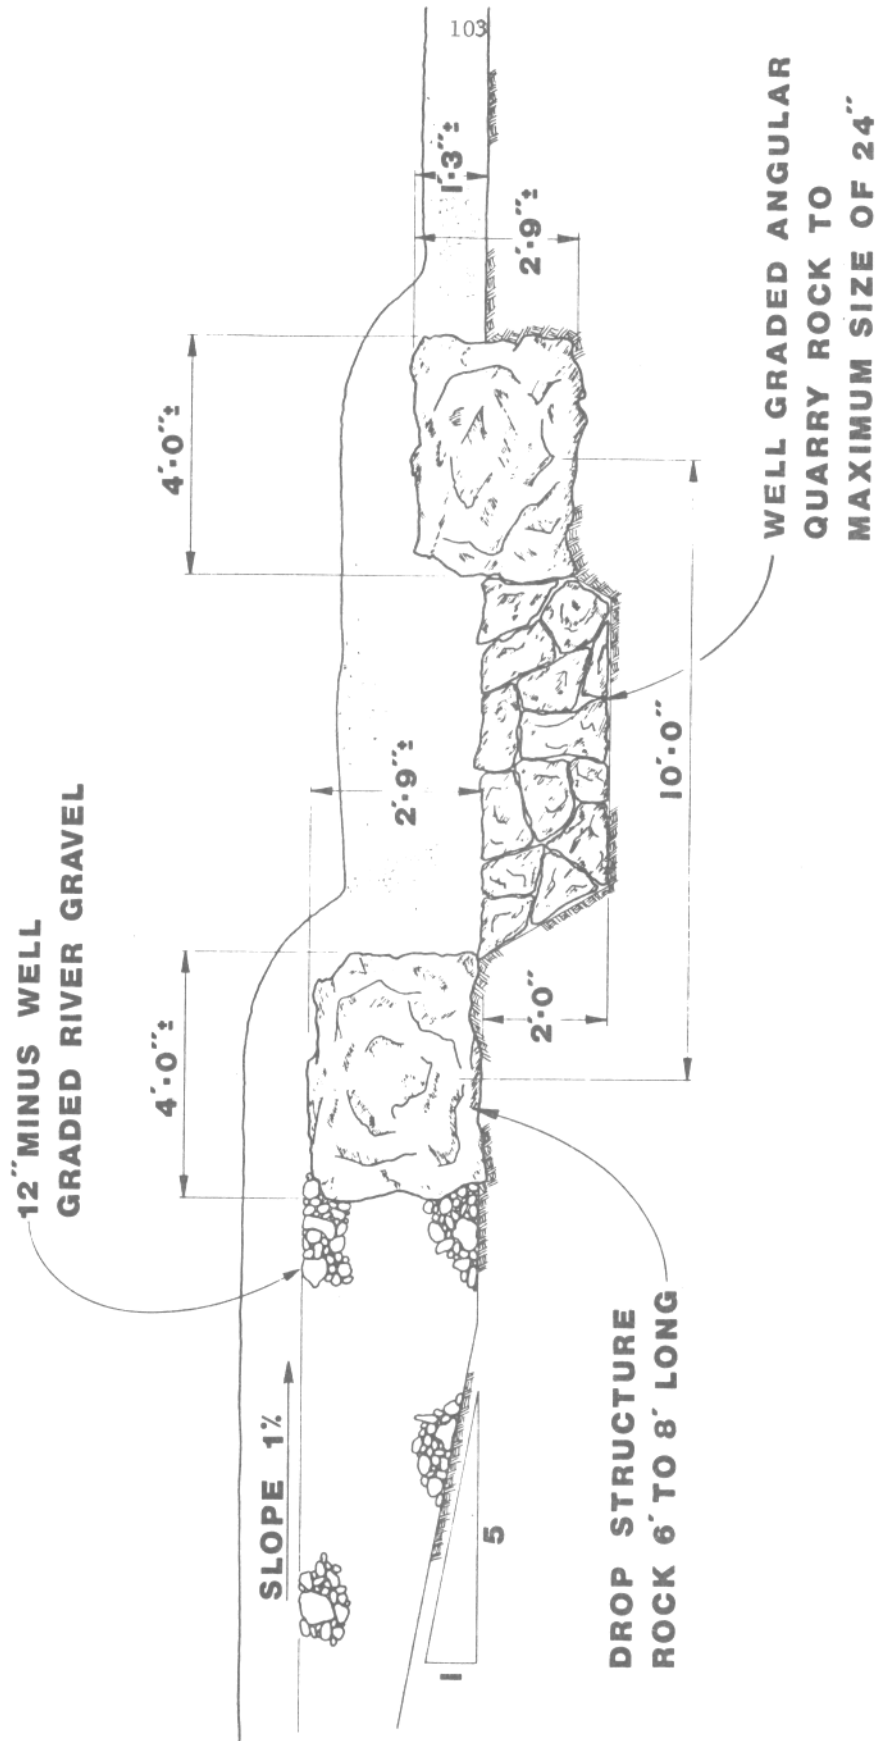 103
12" MINUS WELL
GRADED RIVER GRAVEL
SLOPE 1%
4'·0"±
4'·0"±
1'·3"±
2'·9"±
2'·9"±
2'·0"
10'·0"
1
5
DROP STRUCTURE
ROCK 6' TO 8' LONG
WELL GRADED ANGULAR
QUARRY ROCK TO
MAXIMUM SIZE OF 24"